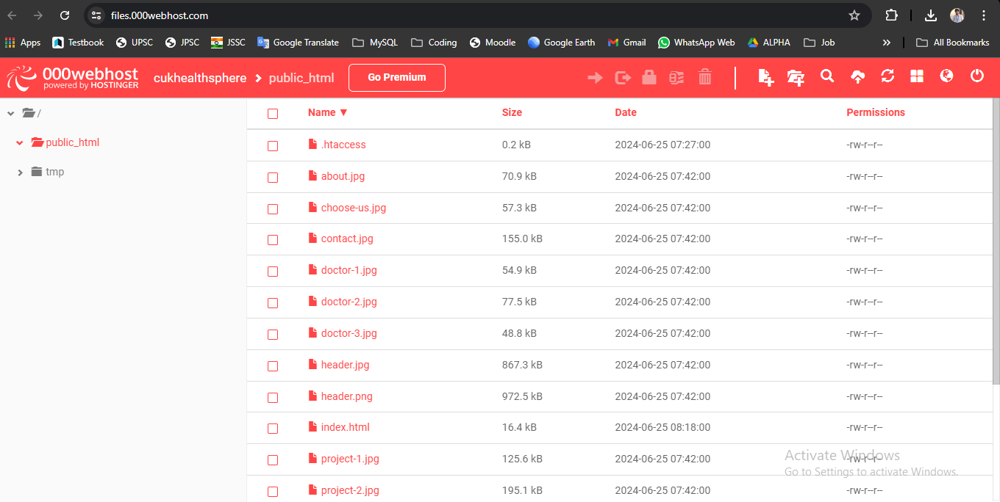 files.000webhost.com
Apps Testbook UPSC JPSC JSSC Google Translate MySQL Coding Moodle Google Earth Gmail WhatsApp Web ALPHA Job » All Bookmarks
000webhost
powered by HOSTINGER
cukhealthsphere public_html Go Premium
/
public_html
tmp
Name ▼ Size Date Permissions
.htaccess 0.2 kB 2024-06-25 07:27:00 -rw-r--r--
about.jpg 70.9 kB 2024-06-25 07:42:00 -rw-r--r--
choose-us.jpg 57.3 kB 2024-06-25 07:42:00 -rw-r--r--
contact.jpg 155.0 kB 2024-06-25 07:42:00 -rw-r--r--
doctor-1.jpg 54.9 kB 2024-06-25 07:42:00 -rw-r--r--
doctor-2.jpg 77.5 kB 2024-06-25 07:42:00 -rw-r--r--
doctor-3.jpg 48.8 kB 2024-06-25 07:42:00 -rw-r--r--
header.jpg 867.3 kB 2024-06-25 07:42:00 -rw-r--r--
header.png 972.5 kB 2024-06-25 07:42:00 -rw-r--r--
index.html 16.4 kB 2024-06-25 08:18:00 -rw-r--r--
project-1.jpg 125.6 kB 2024-06-25 07:42:00 -rw-r--r--
project-2.jpg 195.1 kB 2024-06-25 07:42:00 -rw-r--r--
Activate Windows
Go to Settings to activate Windows.